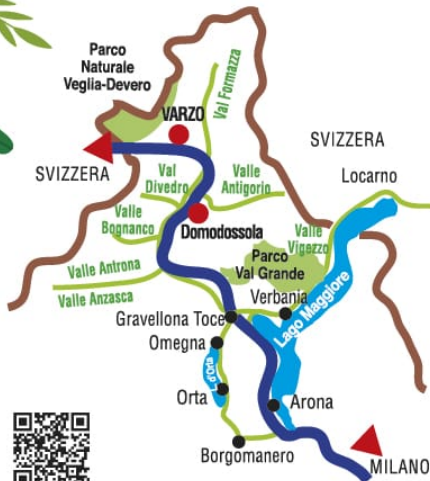 Parco
Naturale
Veglia-Devero
VARZO
Val Formazza
SVIZZERA
SVIZZERA
Val
Divedro
Valle
Antigorio
Locarno
Valle
Bognanco
Domodossola
Valle
Vigezzo
Parco
Val Grande
Valle Antrona
Valle Anzasca
Verbania
Lago Maggiore
Gravellona Toce
Omegna
d'Orta
Orta
Arona
Borgomanero
MILANO